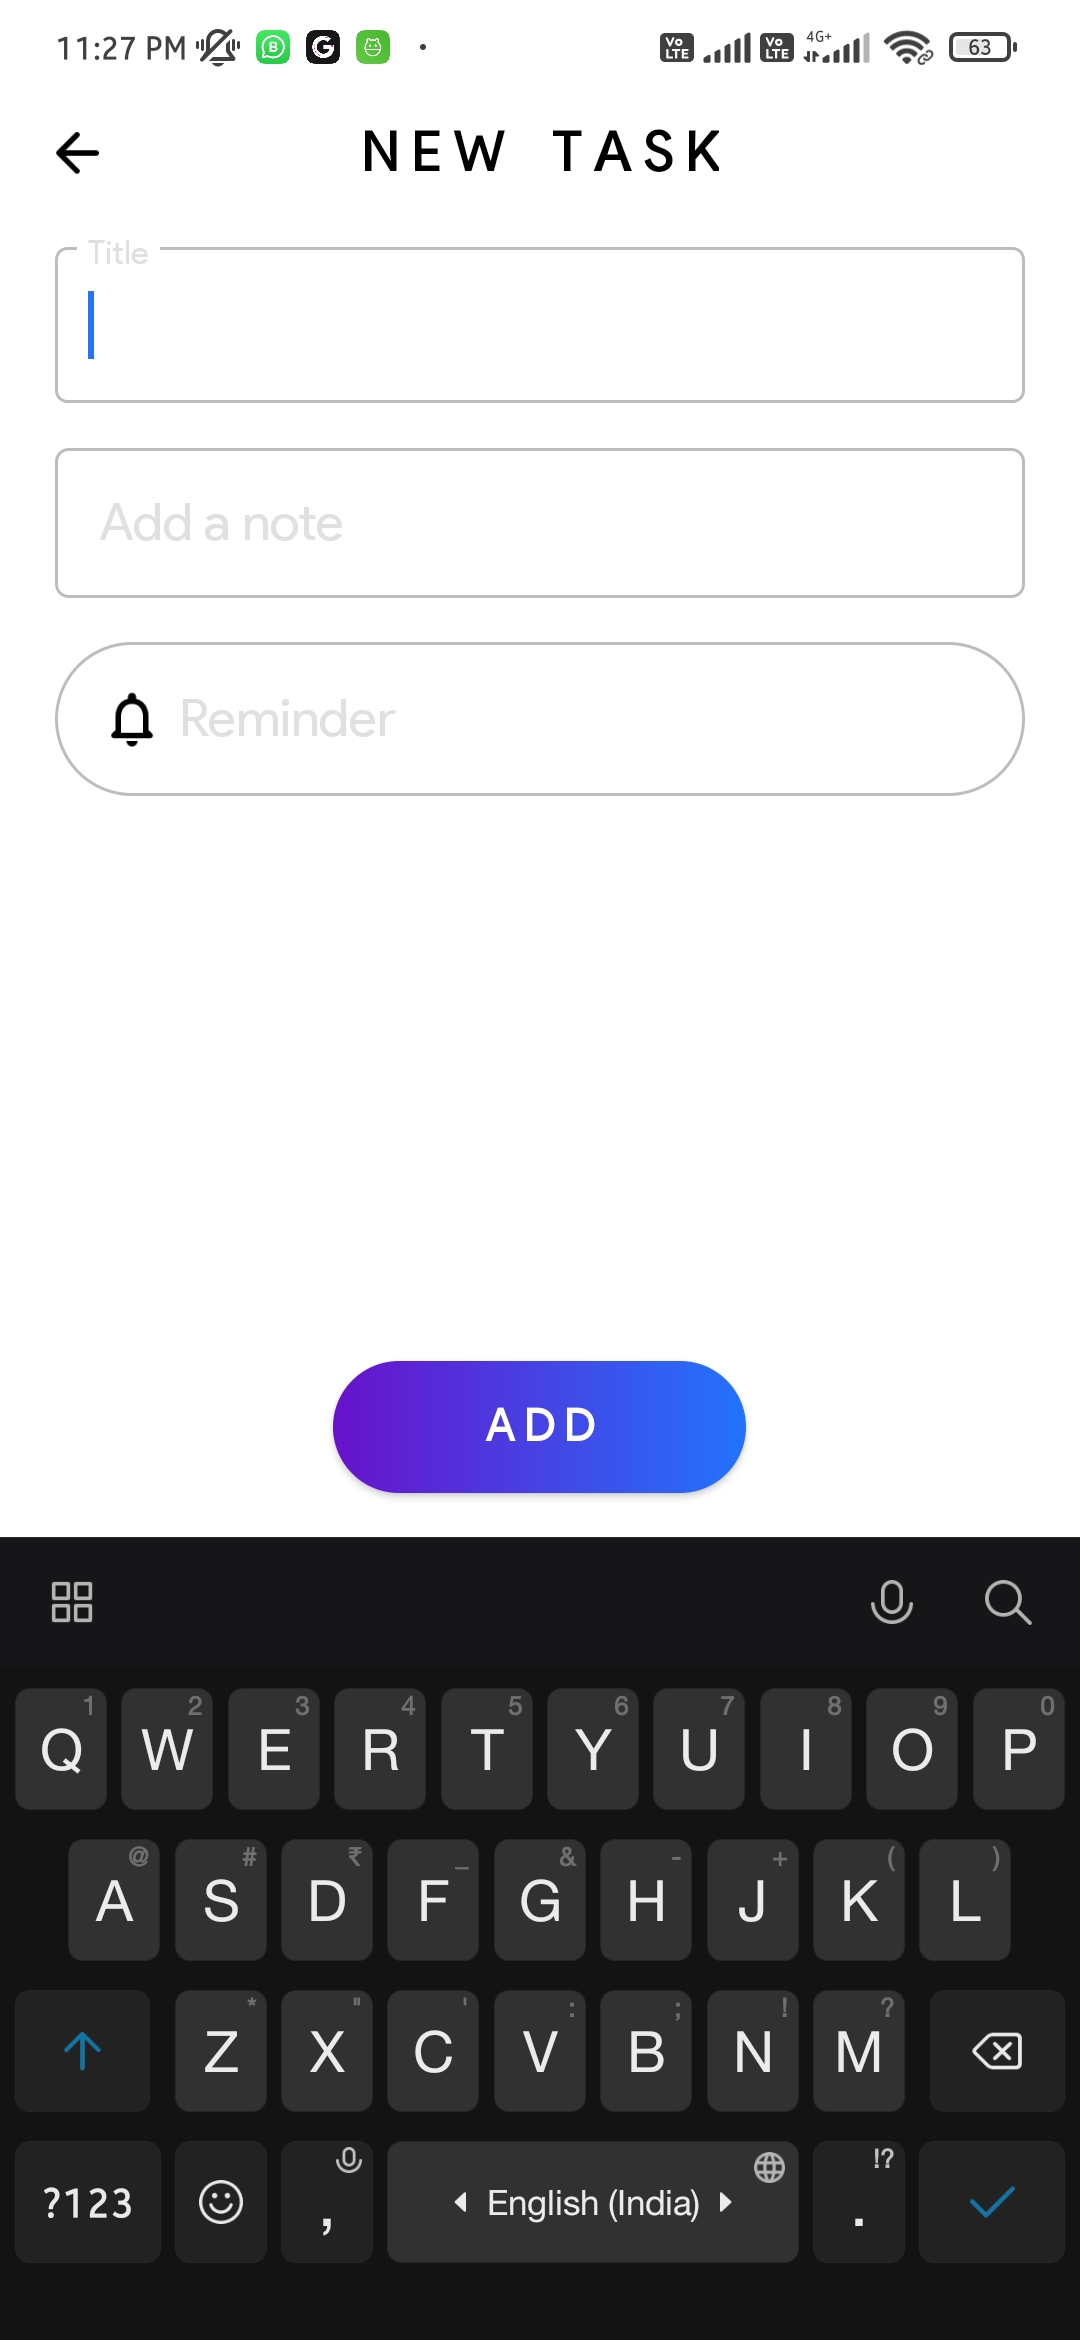 11:27 PM
Vo LTE Vo LTE 4G+ 63
NEW TASK
Title
Add a note
Reminder
ADD
1 2 3 4 5 6 7 8 9 0
Q W E R T Y U I O P
@ # ₹ _ & - + ( )
A S D F G H J K L
* " ' : ; ! ?
Z X C V B N M
!?
?123 , English (India) .